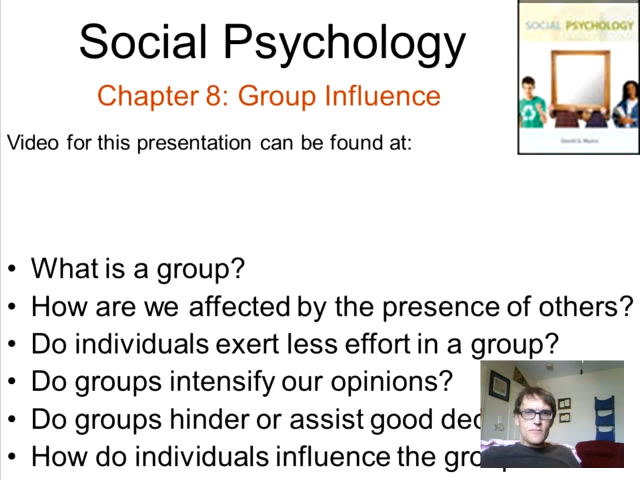 Social Psychology
Chapter 8: Group Influence
SOCIAL PSYCHOLOGY
Video for this presentation can be found at:
• What is a group?
• How are we affected by the presence of others?
• Do individuals exert less effort in a group?
• Do groups intensify our opinions?
• Do groups hinder or assist good
• How do individuals influence the